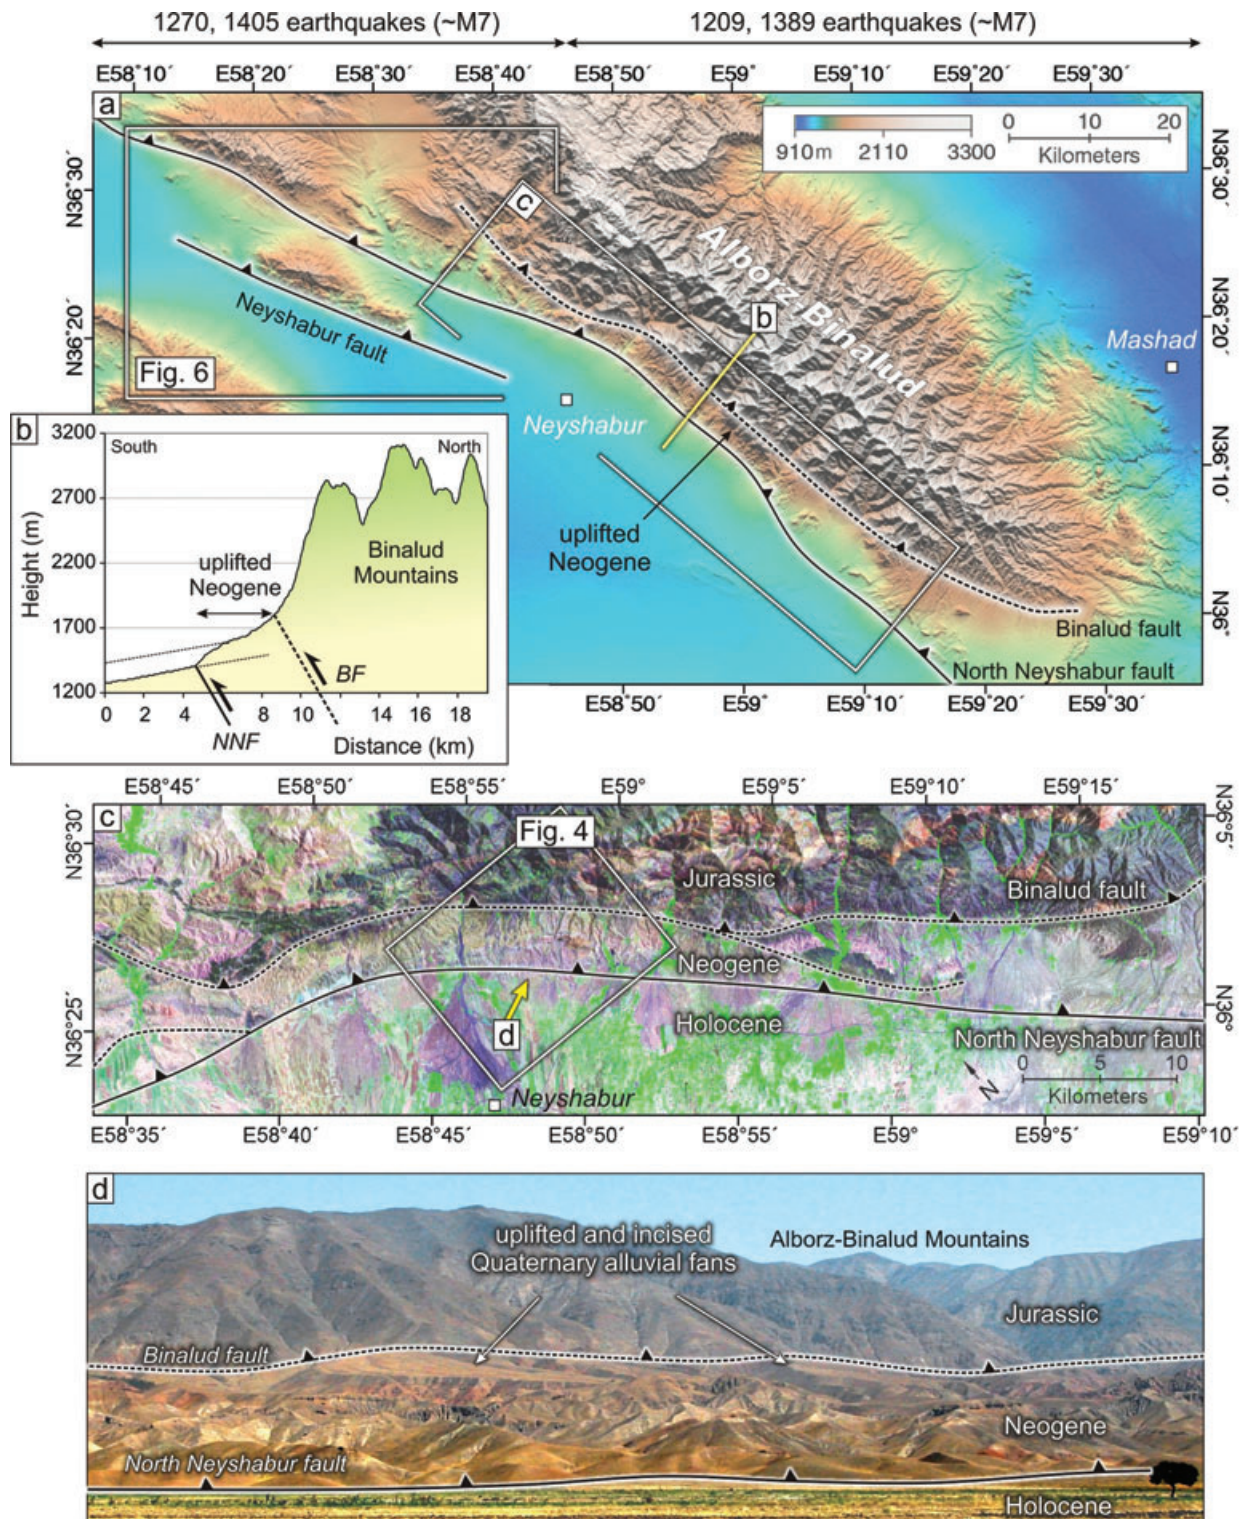 1270, 1405 earthquakes (~M7)
1209, 1389 earthquakes (~M7)
E58°10´ E58°20´ E58°30´ E58°40´ E58°50´ E59° E59°10´ E59°20´ E59°30´
a
910m 2110 3300
0 10 20
Kilometers
N36°30´
N36°20´
N36°30´
N36°20´
N36°10´
N36°
c
Alborz-Binalud
b
Mashad
Neyshabur fault
Fig. 6
Neyshabur
uplifted
Neogene
Binalud fault
North Neyshabur fault
E58°50´ E59° E59°10´ E59°20´ E59°30´
b
3200
2700
2200
1700
1200
Height (m)
South
North
uplifted
Neogene
Binalud
Mountains
BF
NNF
0 2 4 6 8 10 12 14 16 18
Distance (km)
E58°45´ E58°50´ E58°56´ E59° E59°5´ E59°10´ E59°15´
c
Fig. 4
N36°30´
N36°25´
N36°5´
N36°
Jurassic
Binalud fault
Neogene
d
Holocene
North Neyshabur fault
N
0 5 10
Kilometers
Neyshabur
E58°35´ E58°40´ E58°45´ E58°50´ E58°55´ E59° E59°5´ E59°10´
d
uplifted and incised
Quaternary alluvial fans
Alborz-Binalud Mountains
Jurassic
Binalud fault
Neogene
North Neyshabur fault
Holocene